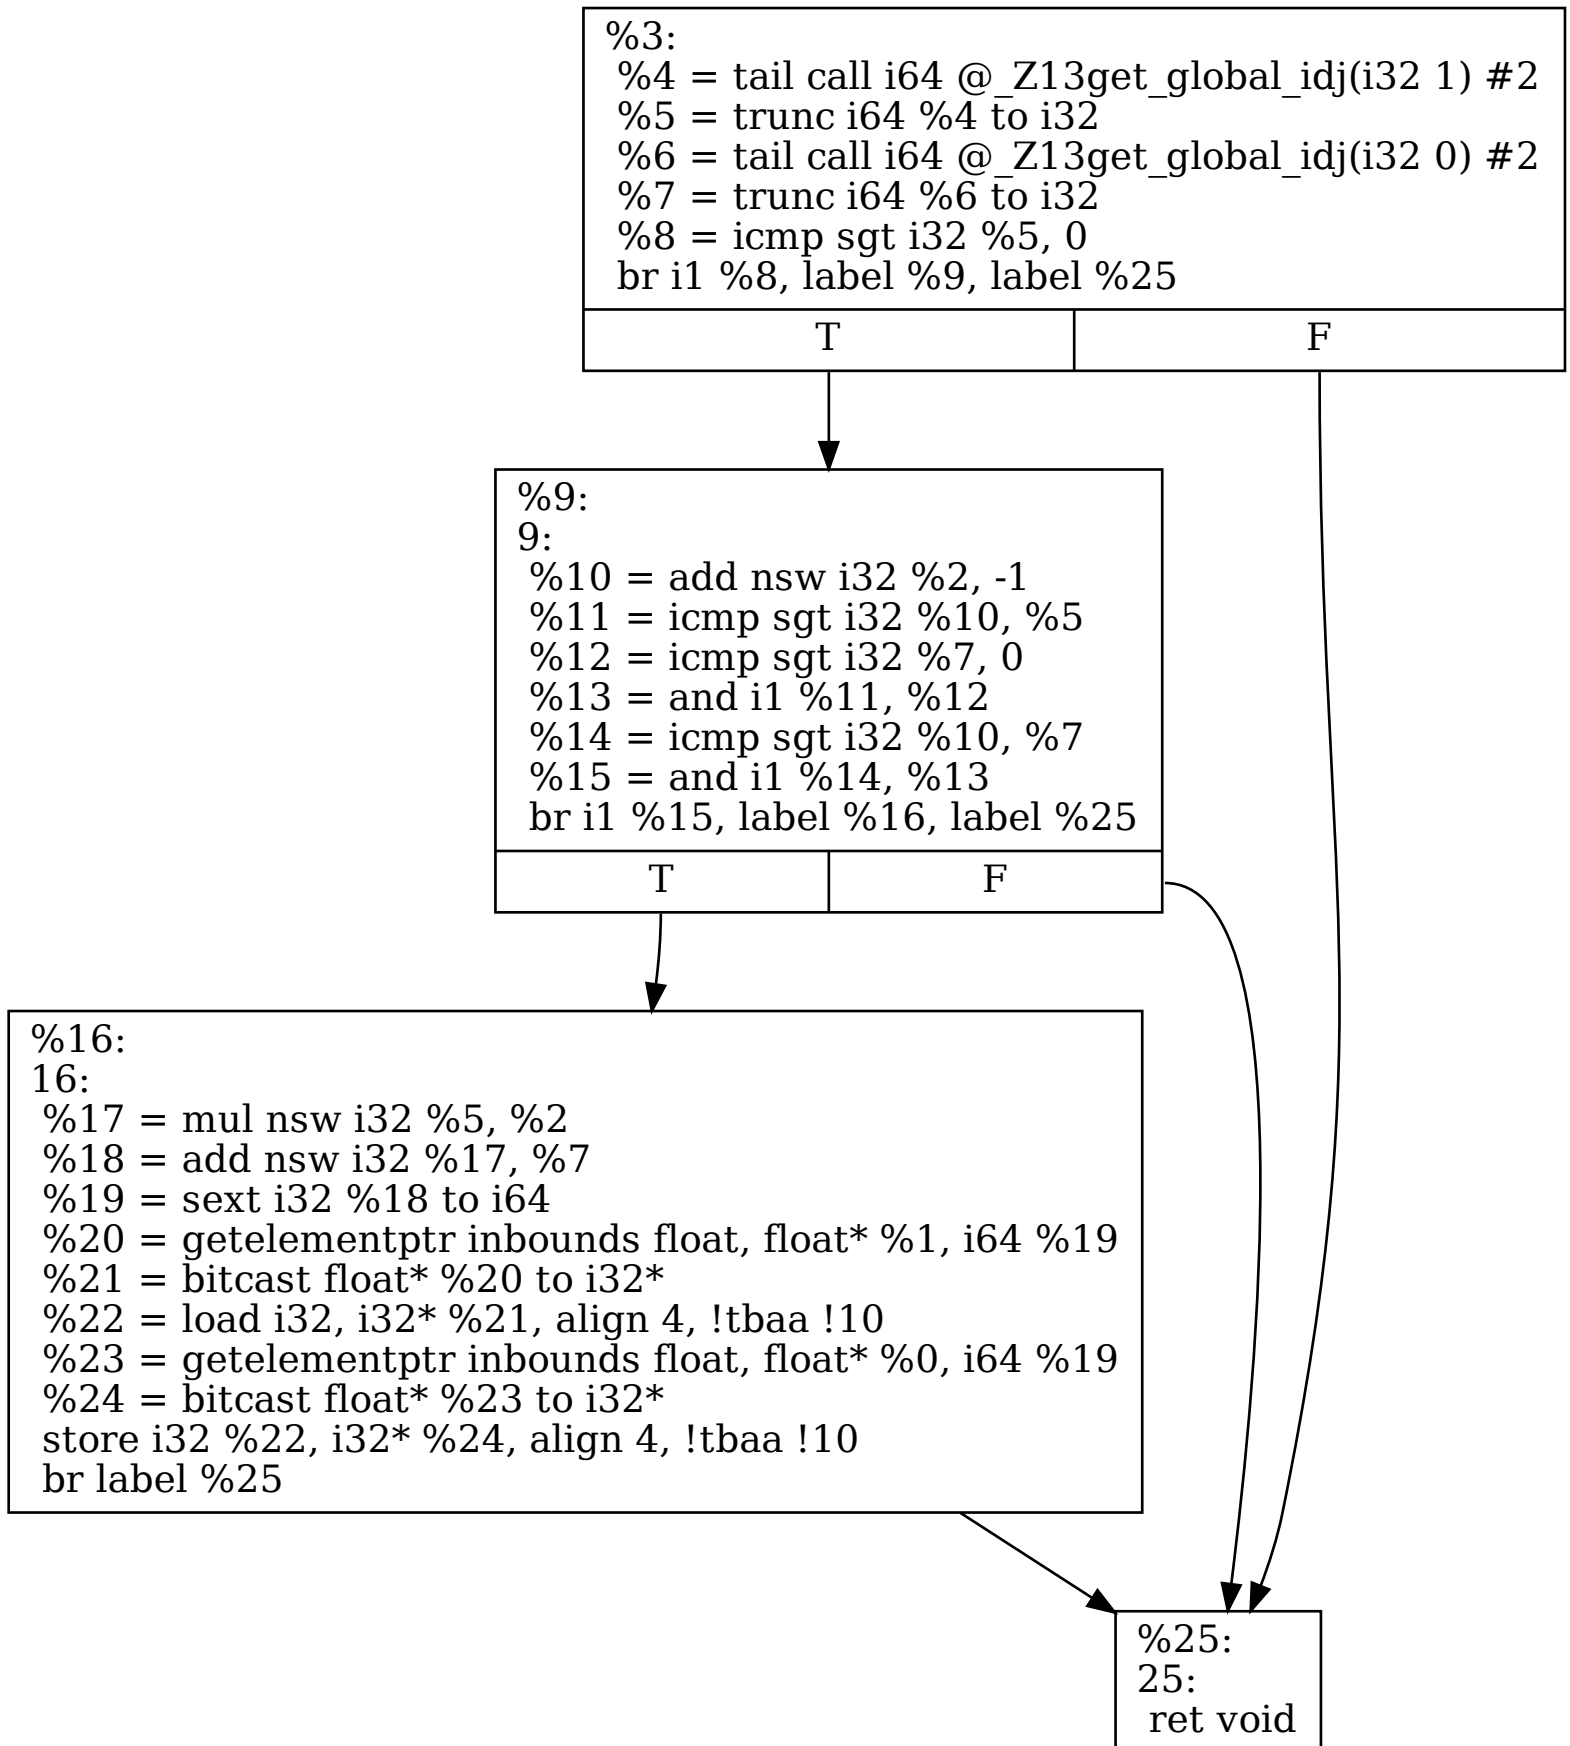 %3:
%4 = tail call i64 @_Z13get_global_idj(i32 1) #2
%5 = trunc i64 %4 to i32
%6 = tail call i64 @_Z13get_global_idj(i32 0) #2
%7 = trunc i64 %6 to i32
%8 = icmp sgt i32 %5, 0
br i1 %8, label %9, label %25
T
F
%9:
9:
%10 = add nsw i32 %2, -1
%11 = icmp sgt i32 %10, %5
%12 = icmp sgt i32 %7, 0
%13 = and i1 %11, %12
%14 = icmp sgt i32 %10, %7
%15 = and i1 %14, %13
br i1 %15, label %16, label %25
T
F
%16:
16:
%17 = mul nsw i32 %5, %2
%18 = add nsw i32 %17, %7
%19 = sext i32 %18 to i64
%20 = getelementptr inbounds float, float* %1, i64 %19
%21 = bitcast float* %20 to i32*
%22 = load i32, i32* %21, align 4, !tbaa !10
%23 = getelementptr inbounds float, float* %0, i64 %19
%24 = bitcast float* %23 to i32*
store i32 %22, i32* %24, align 4, !tbaa !10
br label %25
%25:
25:
ret void